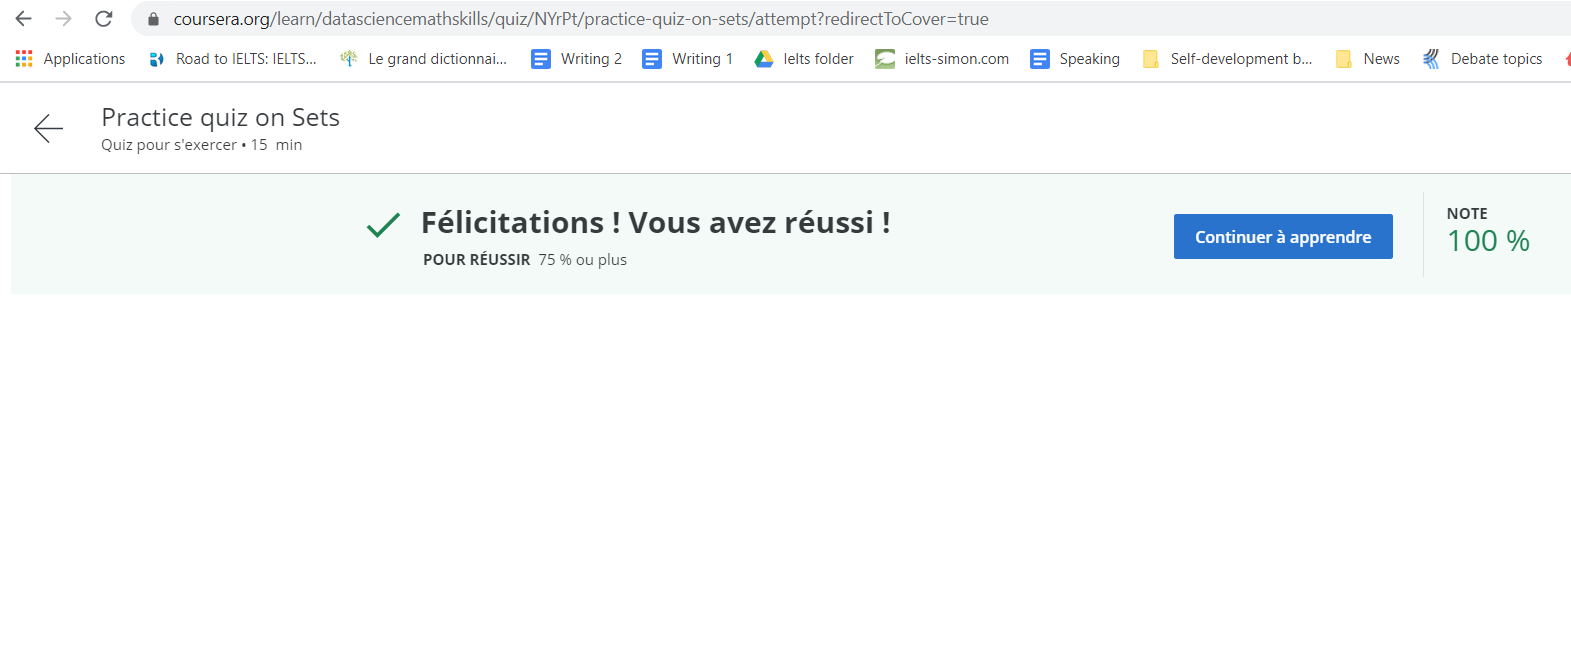 coursera.org/learn/datasciencemathskills/quiz/NYrPt/practice-quiz-on-sets/attempt?redirectToCover=true
Applications Road to IELTS: IELTS... Le grand dictionnai... Writing 2 Writing 1 Ielts folder ielts-simon.com Speaking Self-development b... News Debate topics
Practice quiz on Sets
Quiz pour s'exercer • 15 min
Félicitations ! Vous avez réussi !
POUR RÉUSSIR 75 % ou plus
Continuer à apprendre
NOTE
100 %